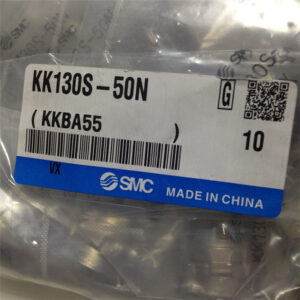 KK130S-50N
G
( KKBA55 )
10
VX
SMC MADE IN CHINA